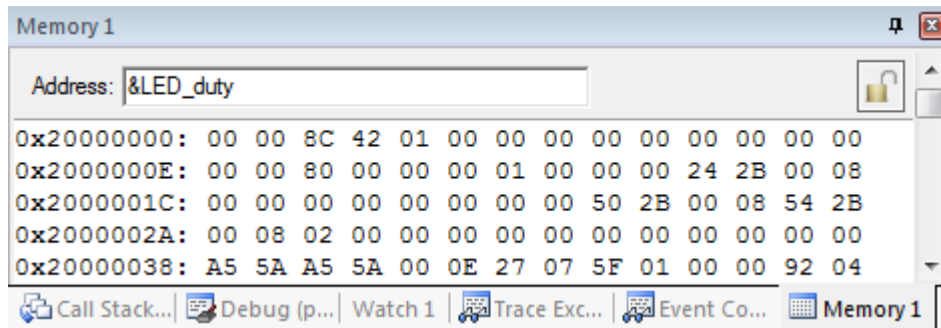 Memory 1
Address: &LED_duty
0x20000000: 00 00 8C 42 01 00 00 00 00 00 00 00 00 00
0x2000000E: 00 00 80 00 00 00 01 00 00 00 24 2B 00 08
0x2000001C: 00 00 00 00 00 00 00 00 50 2B 00 08 54 2B
0x2000002A: 00 08 02 00 00 00 00 00 00 00 00 00 00 00
0x20000038: A5 5A A5 5A 00 0E 27 07 5F 01 00 00 92 04
Call Stack... Debug (p... Watch 1 Trace Exc... Event Co... Memory 1